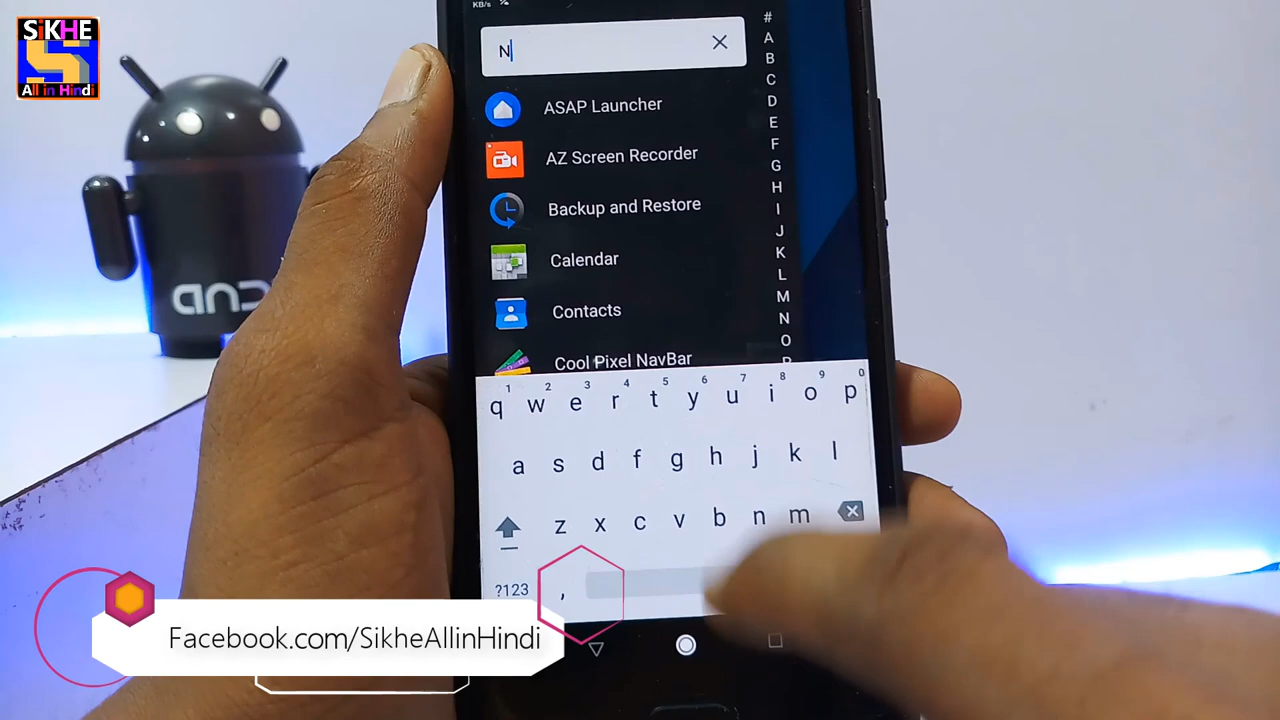 SiKHE
All in Hindi
KB/s
N
ASAP Launcher
AZ Screen Recorder
Backup and Restore
Calendar
Contacts
Cool Pixel NavBar
#
A
B
C
D
E
F
G
H
I
J
K
L
M
N
O
1 2 3 4 5 6 7 8 9 0
q w e r t y u i o p
a s d f g h j k l
z x c v b n m
?123 ,
Facebook.com/SikheAllinHindi